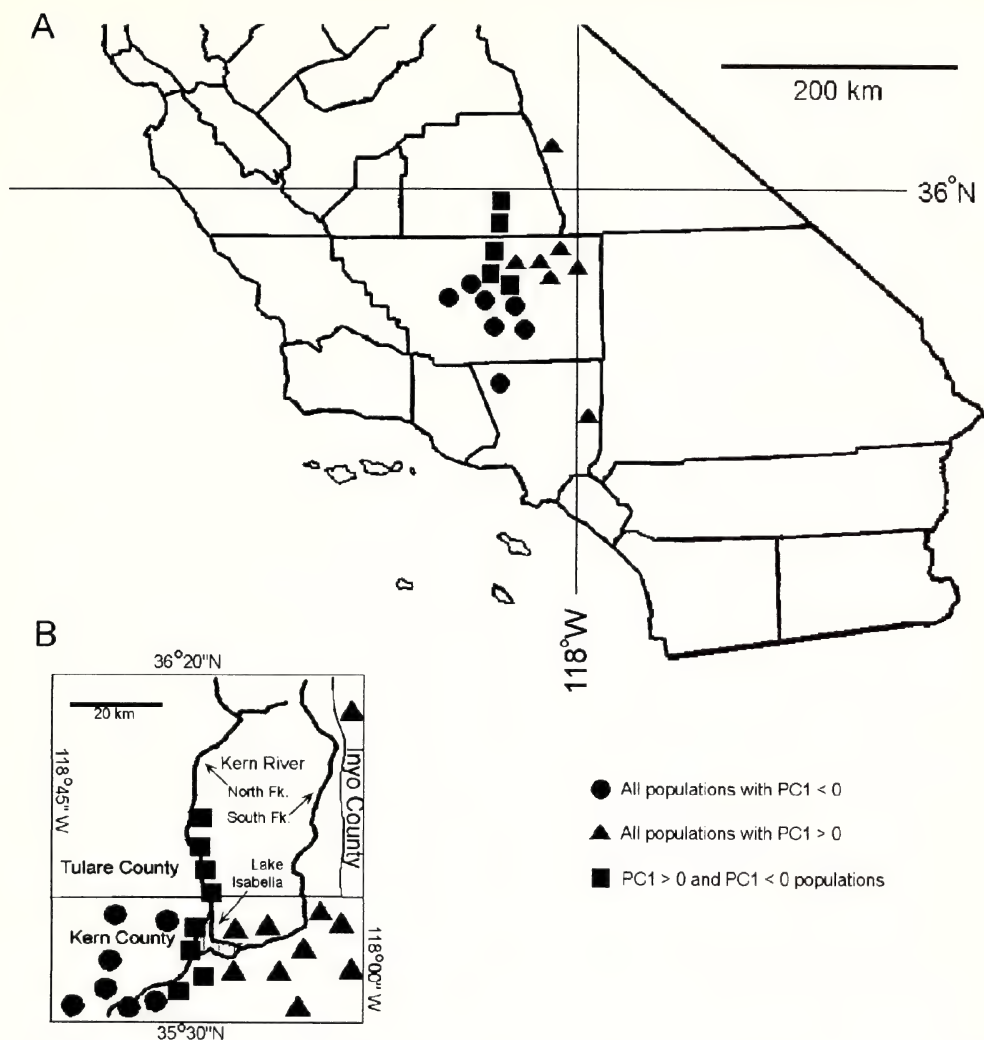 A
200 km
36°N
118°W
B
36°20"N
20 km
118°45" W
Kern River
North Fk.
South Fk.
Inyo County
Tulare County
Lake
Isabella
Kern County
118°00" W
35°30"N
All populations with PC1 < 0
All populations with PC1 > 0
PC1 > 0 and PC1 < 0 populations